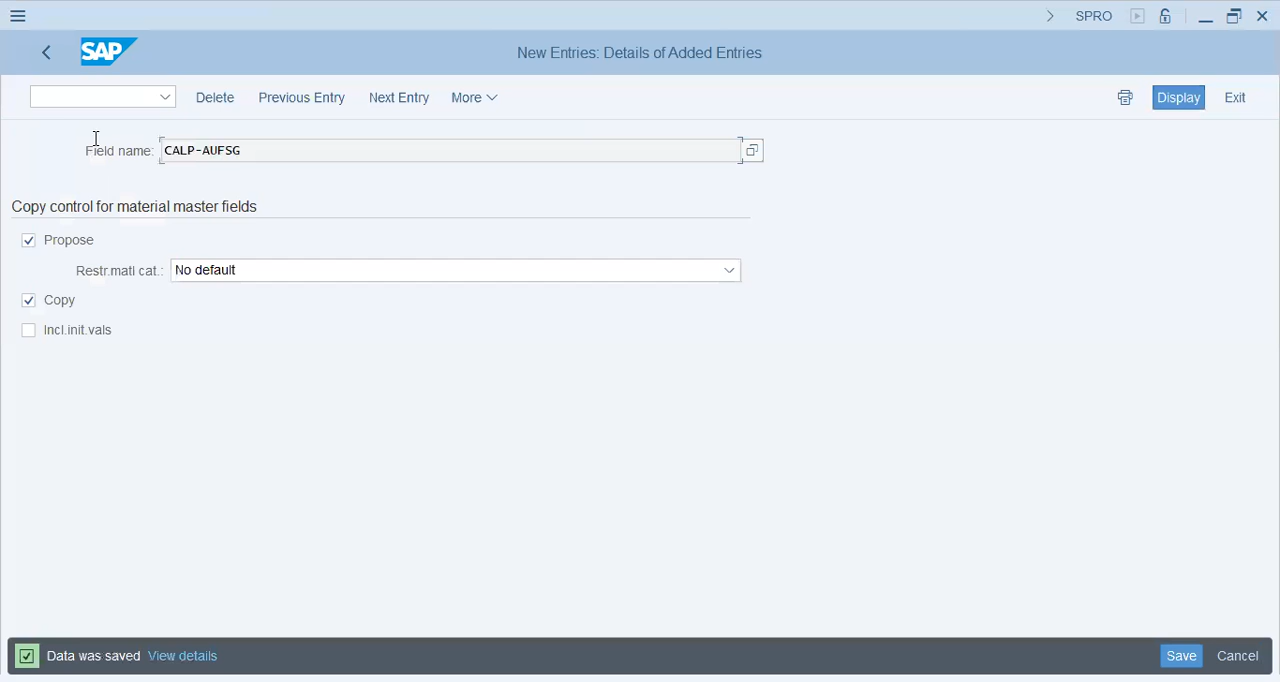 SPRO
SAP
New Entries: Details of Added Entries
Delete Previous Entry Next Entry More Display Exit
Field name: CALP-AUFSG
Copy control for material master fields
Propose
Restr.matl cat.: No default
Copy
Incl.init.vals
Data was saved View details Save Cancel